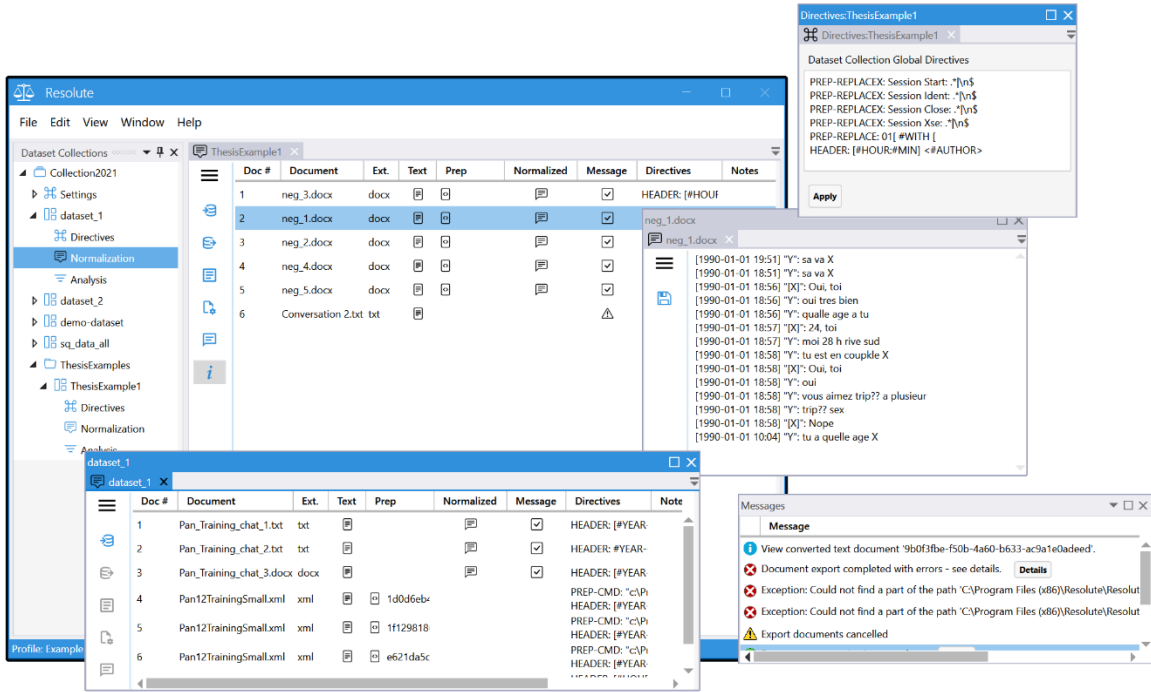 Directives:ThesisExample1
Directives:ThesisExample1
Dataset Collection Global Directives
PREP-REPLACEX: Session Start: .*|\n$
PREP-REPLACEX: Session Ident: .*|\n$
PREP-REPLACEX: Session Close: .*|\n$
PREP-REPLACEX: Session Xse: .*|\n$
PREP-REPLACE: 01[ #WITH [
HEADER: [#HOUR:#MIN] <#AUTHOR>
Apply
Resolute
File Edit View Window Help
Dataset Collections
Collection2021
Settings
dataset_1
Directives
Normalization
Analysis
dataset_2
demo-dataset
sq_data_all
ThesisExamples
ThesisExample1
Directives
Normalization
Analysis
ThesisExample1
Doc # Document Ext. Text Prep Normalized Message Directives Notes
1 neg_3.docx docx HEADER: [#HOUR
2 neg_1.docx docx
3 neg_2.docx docx
4 neg_4.docx docx
5 neg_5.docx docx
6 Conversation 2.txt txt
i
neg_1.docx
neg_1.docx
[1990-01-01 19:51] "Y": sa va X
[1990-01-01 18:51] "Y": sa va X
[1990-01-01 18:56] "[X]": Oui, toi
[1990-01-01 18:56] "Y": oui tres bien
[1990-01-01 18:56] "Y": qualle age a tu
[1990-01-01 18:57] "[X]": 24, toi
[1990-01-01 18:57] "Y": moi 28 h rive sud
[1990-01-01 18:58] "Y": tu est en coupkle X
[1990-01-01 18:58] "[X]": Oui, toi
[1990-01-01 18:58] "Y": oui
[1990-01-01 18:58] "Y": vous aimez trip?? a plusieur
[1990-01-01 18:58] "Y": trip?? sex
[1990-01-01 18:58] "[X]": Nope
[1990-01-01 10:04] "Y": tu a quelle age X
dataset_1
dataset_1
Doc # Document Ext. Text Prep Normalized Message Directives Note
1 Pan_Training_chat_1.txt txt HEADER: [#YEAR-
2 Pan_Training_chat_2.txt txt HEADER: #YEAR-
3 Pan_Training_chat_3.docx docx HEADER: [#YEAR
4 Pan12TrainingSmall.xml xml 1d0d6eb4 PREP-CMD: "c:\Pr
HEADER: [#YEAR-
5 Pan12TrainingSmall.xml xml 1f129818 PREP-CMD: "c:\Pr
HEADER: [#YEAR-
6 Pan12TrainingSmall.xml xml e621da5c PREP-CMD: "c:\Pr
HEADER: [#YEAR-
Profile: Example
Messages
Message
View converted text document '9b0f3fbe-f50b-4a60-b633-ac9a1e0adeed'.
Document export completed with errors - see details. Details
Exception: Could not find a part of the path 'C:\Program Files (x86)\Resolute\Resolut
Exception: Could not find a part of the path 'C:\Program Files (x86)\Resolute\Resolut
Export documents cancelled